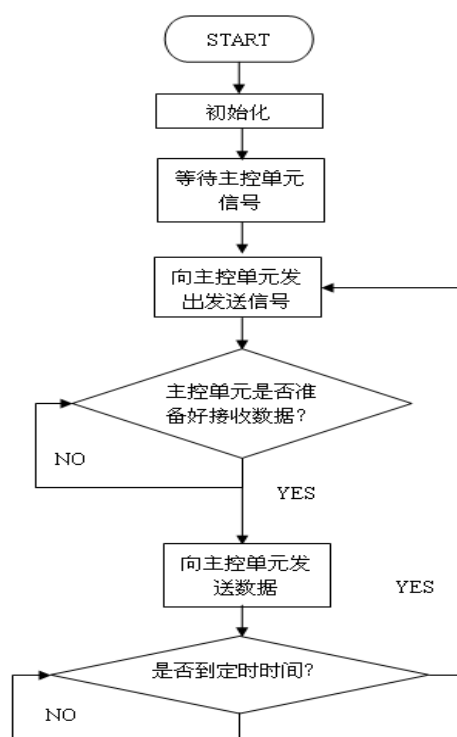 START
初始化
等待主控单元
信号
向主控单元发
出发送信号
主控单元是否准
备好接收数据?
NO
YES
向主控单元发
送数据
YES
是否到定时时间?
NO